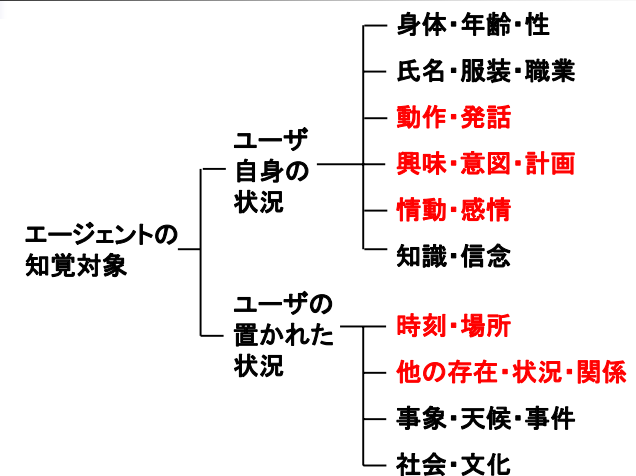 エージェントの
知覚対象
ユーザ
自身の
状況
身体・年齢・性
氏名・服装・職業
動作・発話
興味・意図・計画
情動・感情
知識・信念
ユーザの
置かれた
状況
時刻・場所
他の存在・状況・関係
事象・天候・事件
社会・文化